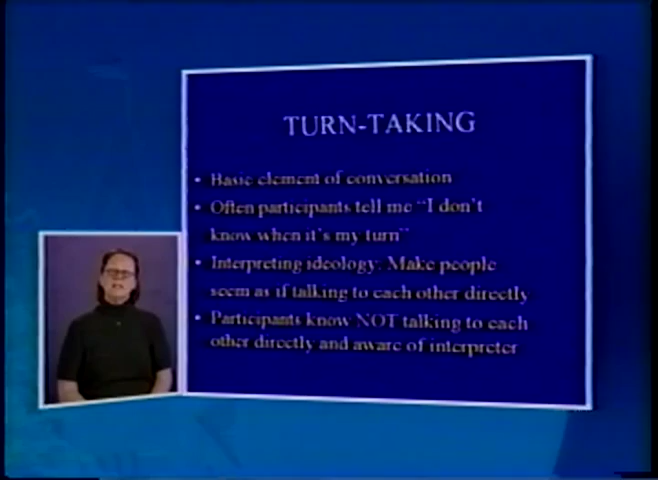 TURN-TAKING
• Basic element of conversation
• Often participants tell me "I don't
know when it's my turn"
• Interpreting ideology: Make people
seem as if talking to each other directly
• Participants know NOT talking to each
other directly and aware of interpreter